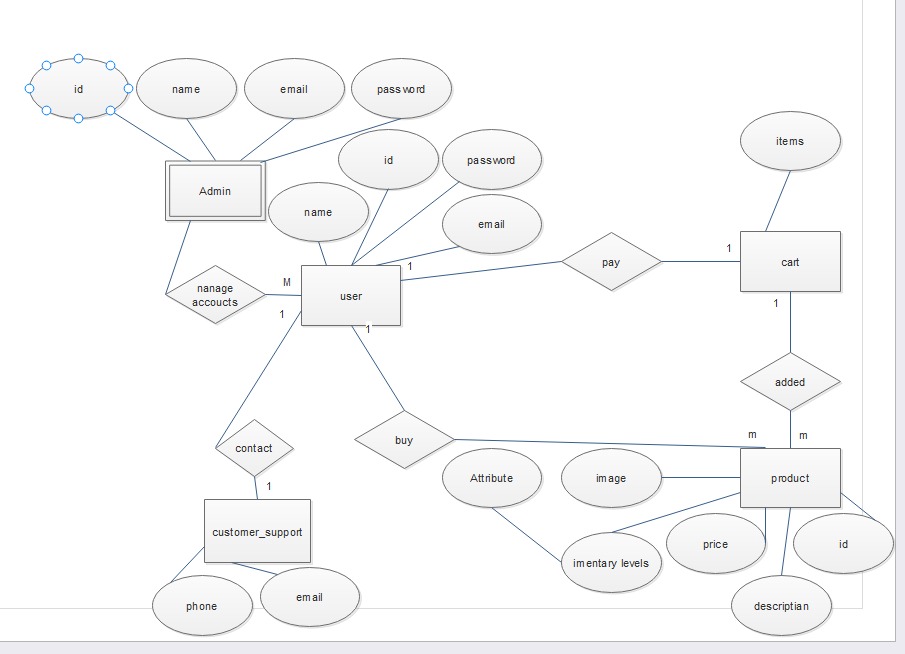 id
name
email
password
id
password
items
Admin
name
email
1
pay
1
cart
nanage
accoucts
M
user
1
1
1
added
contact
buy
m
m
1
Attribute
image
product
customer_support
imentary levels
price
id
phone
email
descriptian